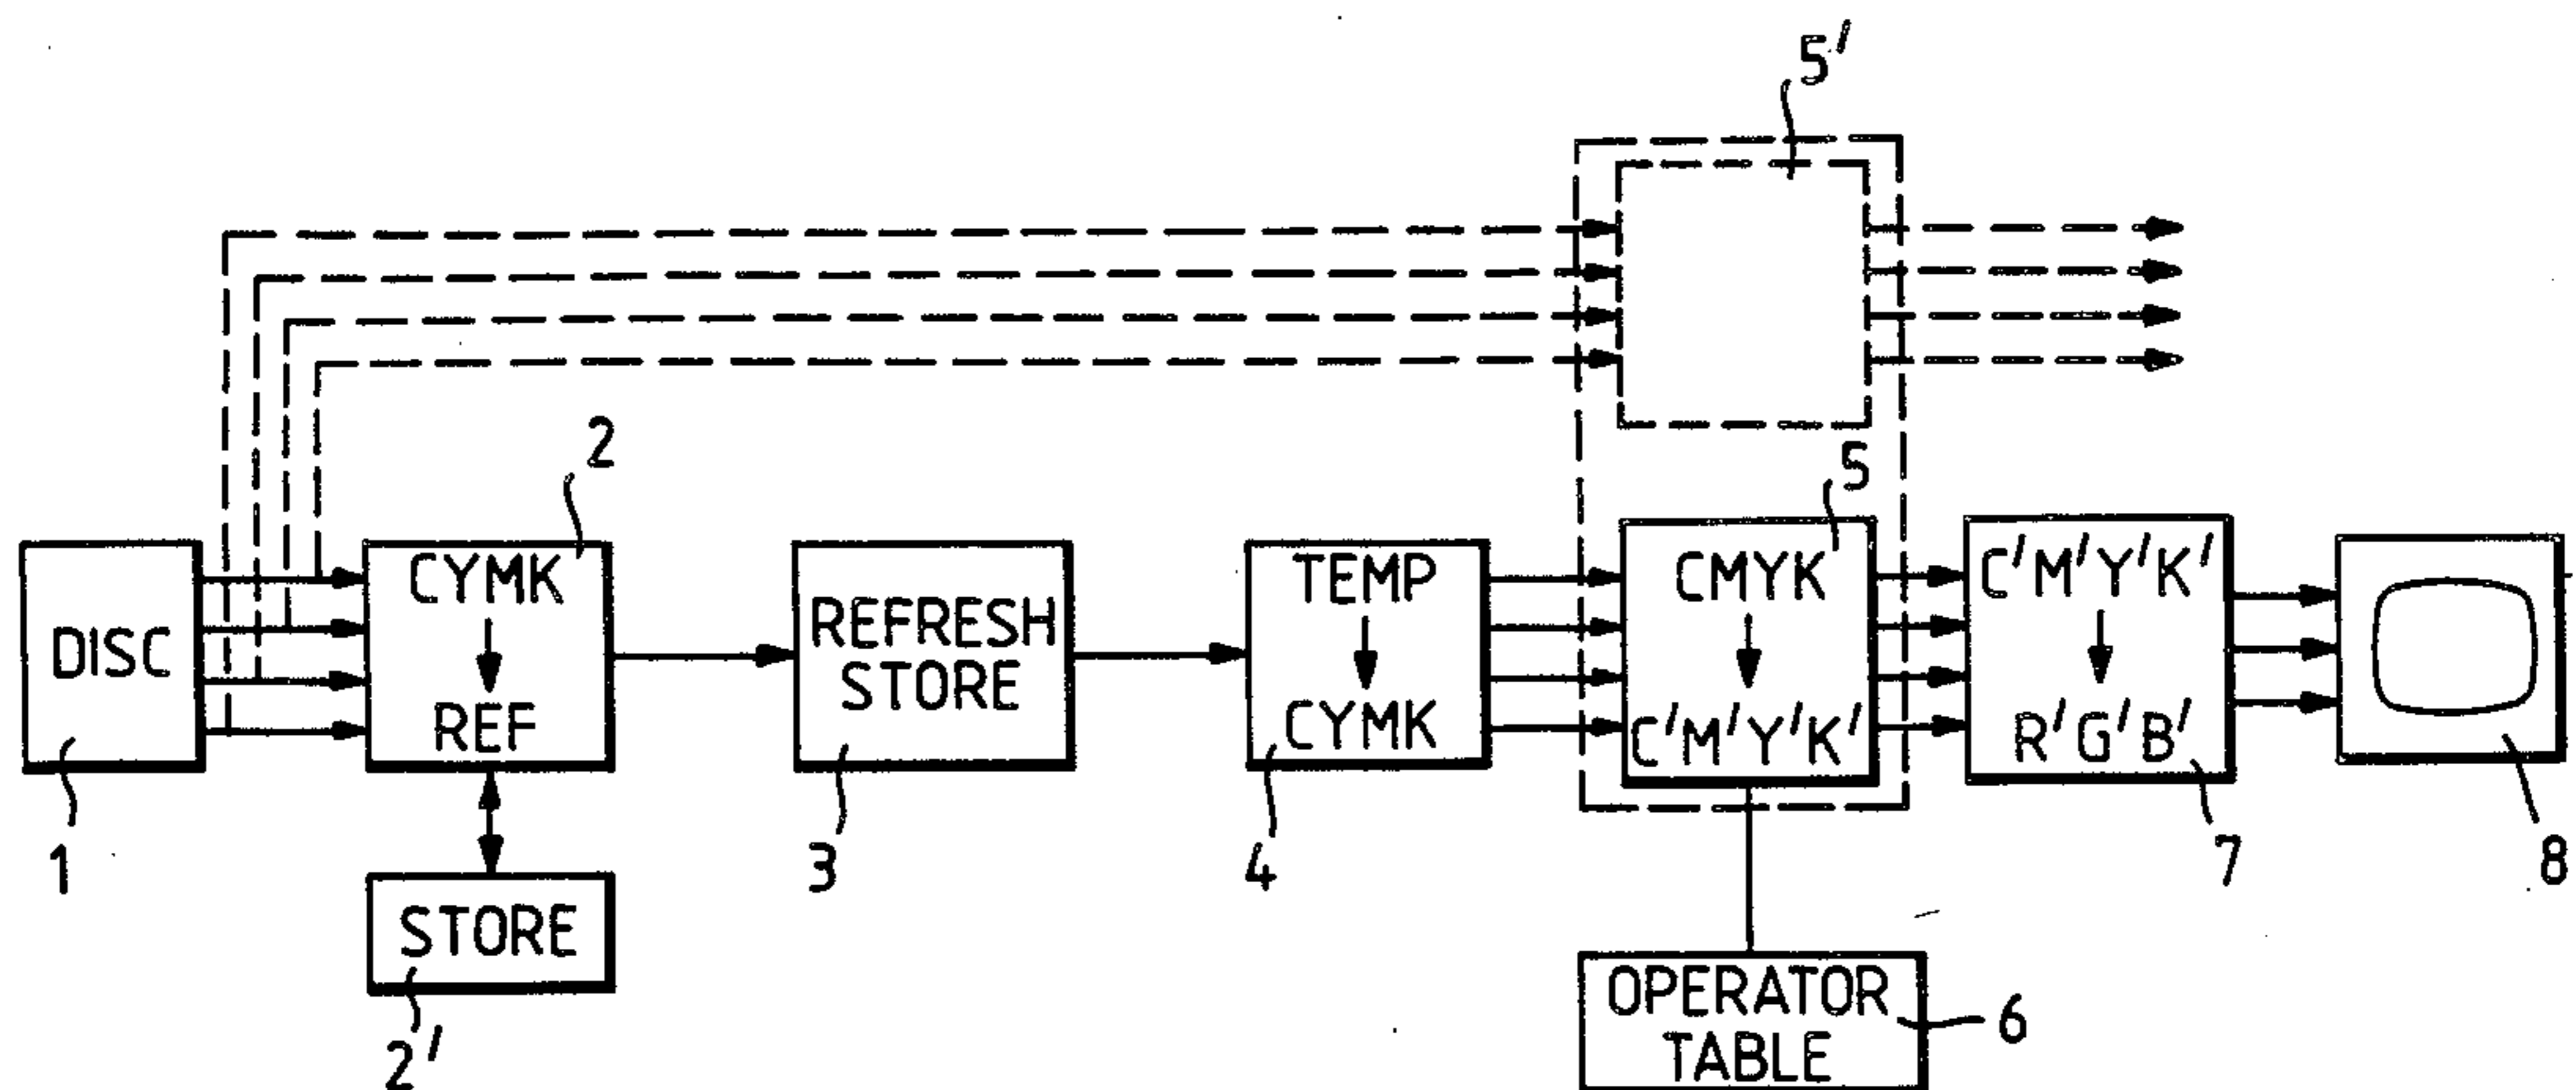 5'
2
5
DISC
CYMK
REF
REFRESH
STORE
TEMP
CYMK
CMYK
C'M'Y'K'
C'M'Y'K'
R'G'B'
1
3
4
7
8
STORE
2'
OPERATOR
TABLE
6